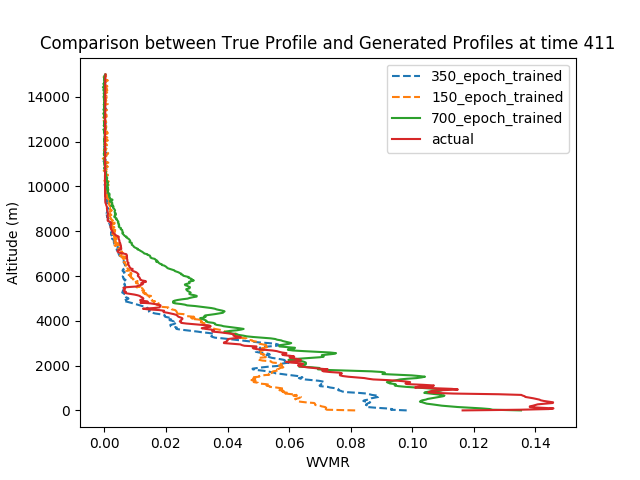 Comparison between True Profile and Generated Profiles at time 411
350_epoch_trained
150_epoch_trained
700_epoch_trained
actual
Altitude (m)
14000
12000
10000
8000
6000
4000
2000
0
0.00 0.02 0.04 0.06 0.08 0.10 0.12 0.14
WVMR